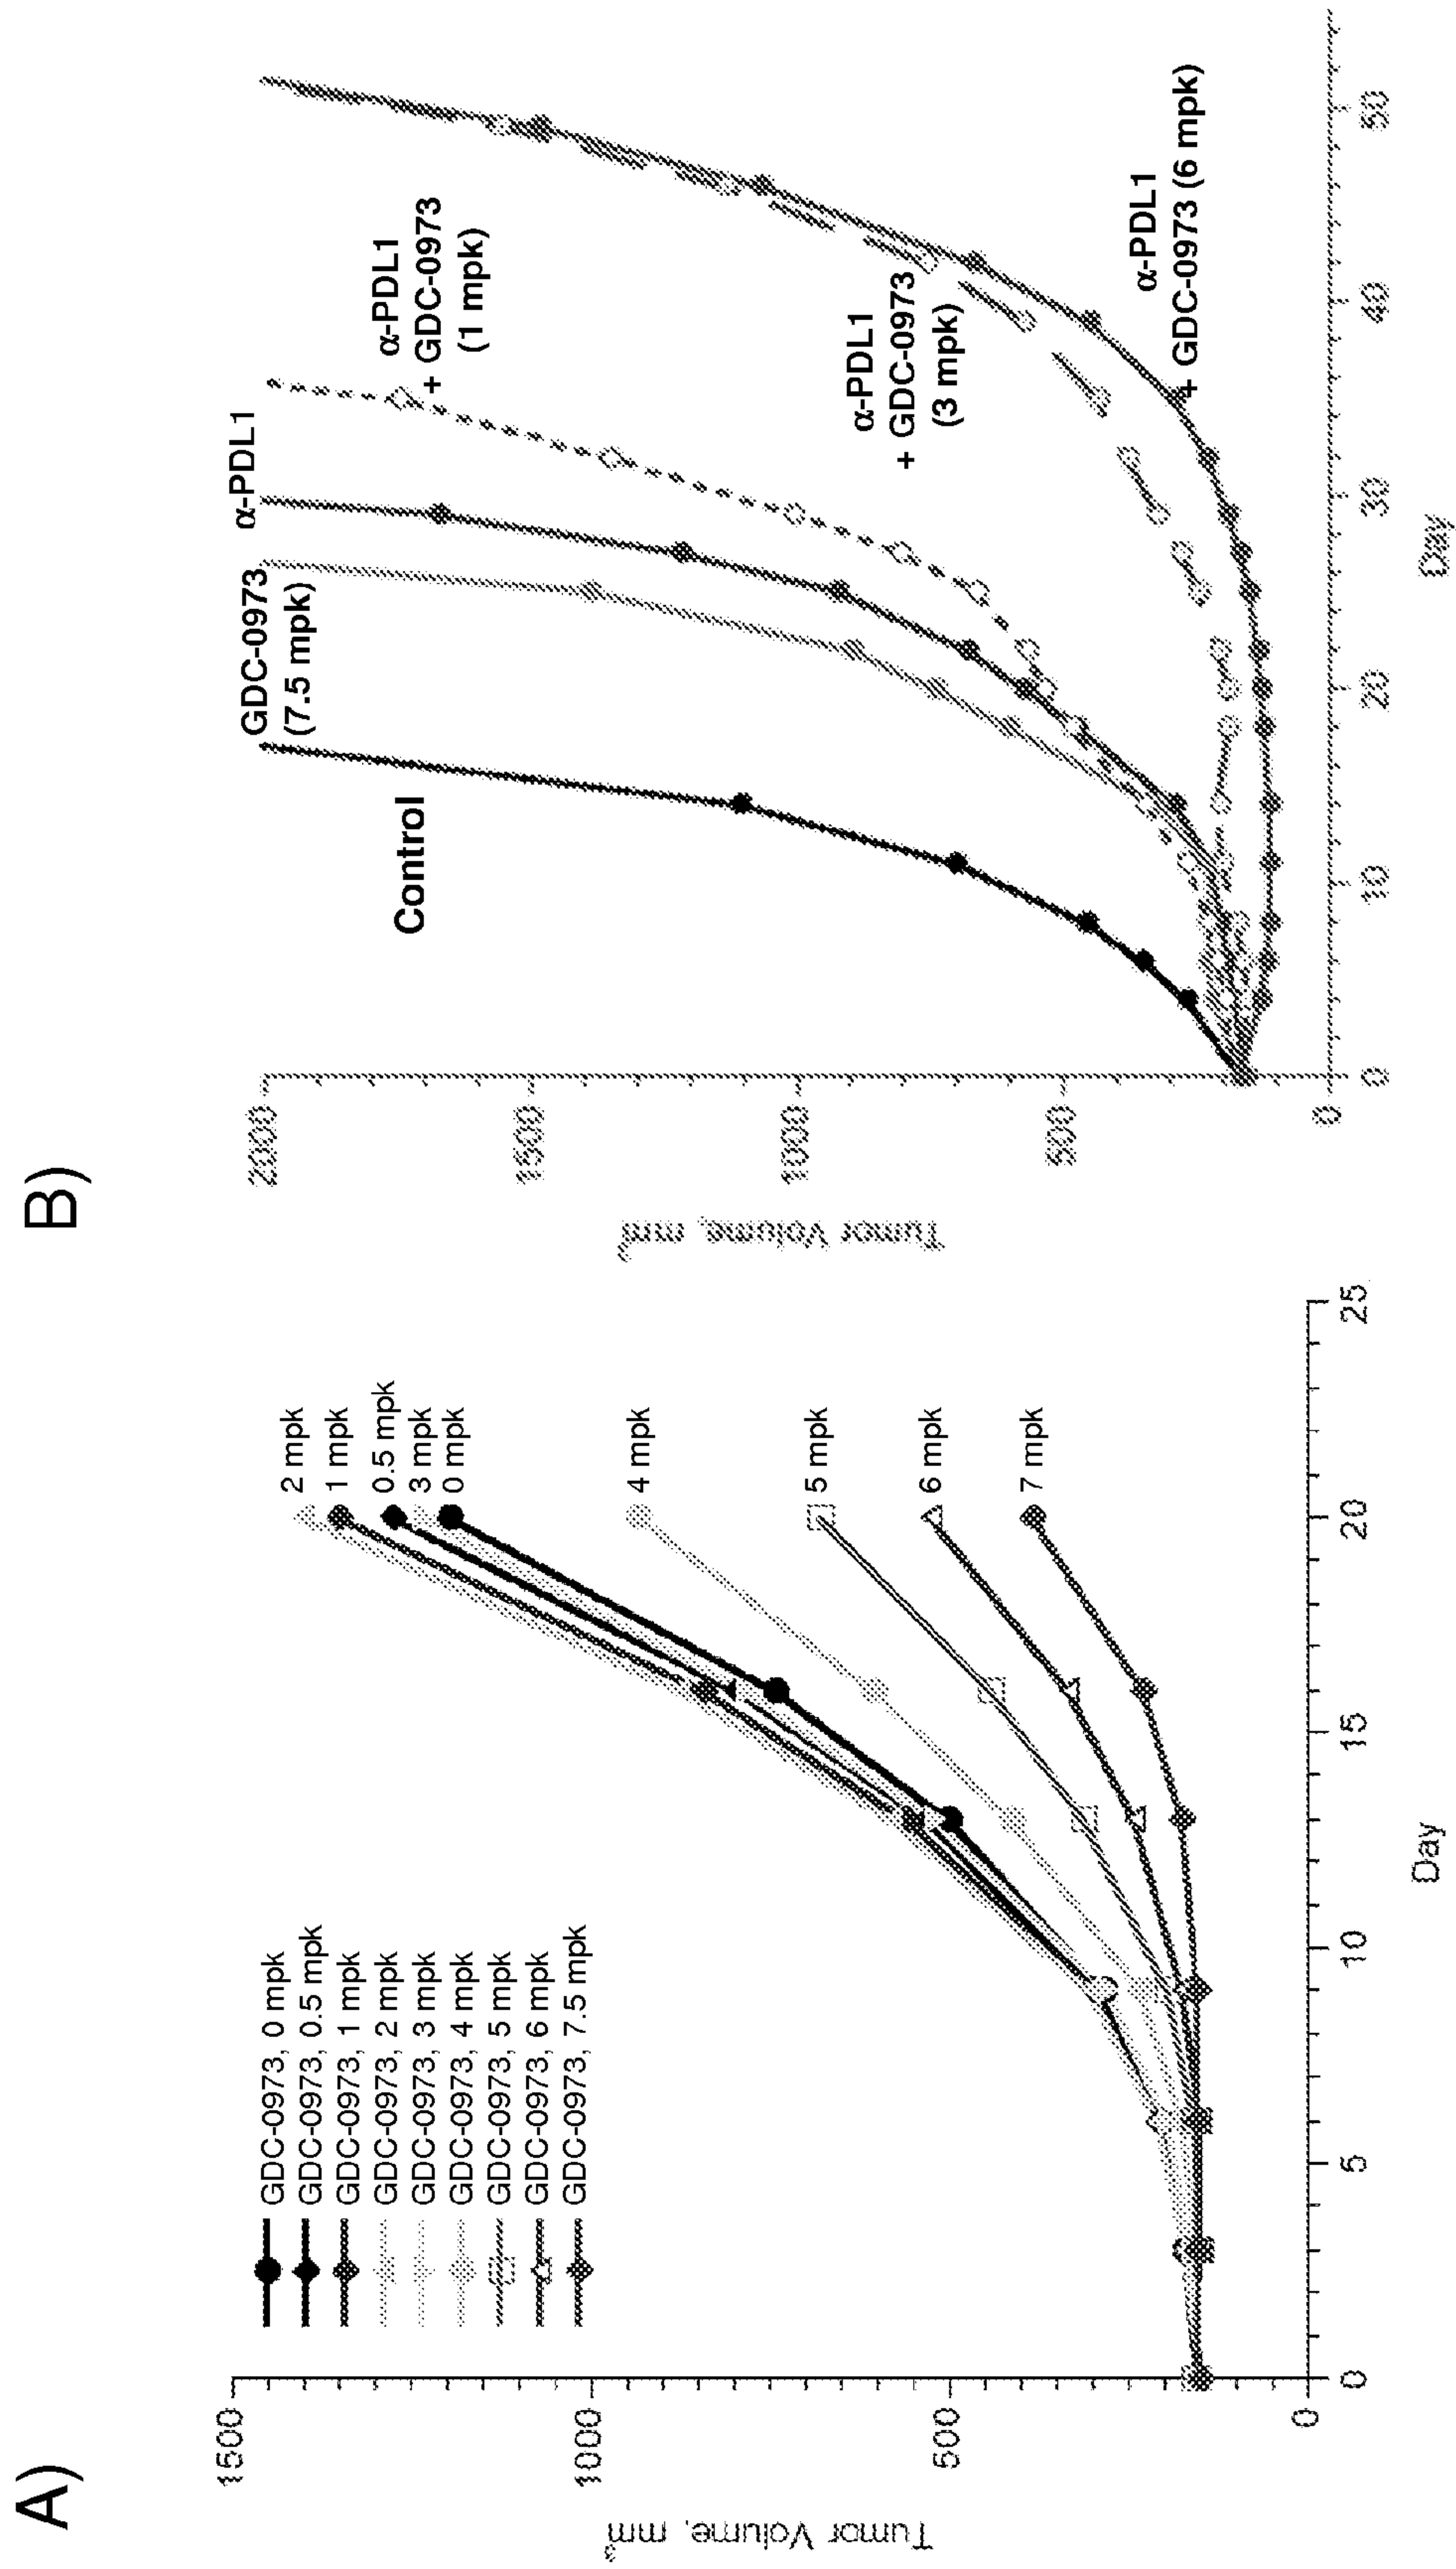 A)
1500
1000
500
0
Tumor Volume, mm3
GDC-0973, 0 mpk
GDC-0973, 0.5 mpk
GDC-0973, 1 mpk
GDC-0973, 2 mpk
GDC-0973, 3 mpk
GDC-0973, 4 mpk
GDC-0973, 5 mpk
GDC-0973, 6 mpk
GDC-0973, 7.5 mpk
2 mpk
1 mpk
0.5 mpk
3 mpk
0 mpk
4 mpk
5 mpk
6 mpk
7 mpk
0 5 10 15 20 25
Day
B)
2000
1500
1000
500
0
Tumor Volume, mm3
Control
GDC-0973
(7.5 mpk)
α-PDL1
α-PDL1
+ GDC-0973
(1 mpk)
α-PDL1
+ GDC-0973
(3 mpk)
α-PDL1
+ GDC-0973 (6 mpk)
0 10 20 30 40 50
Day